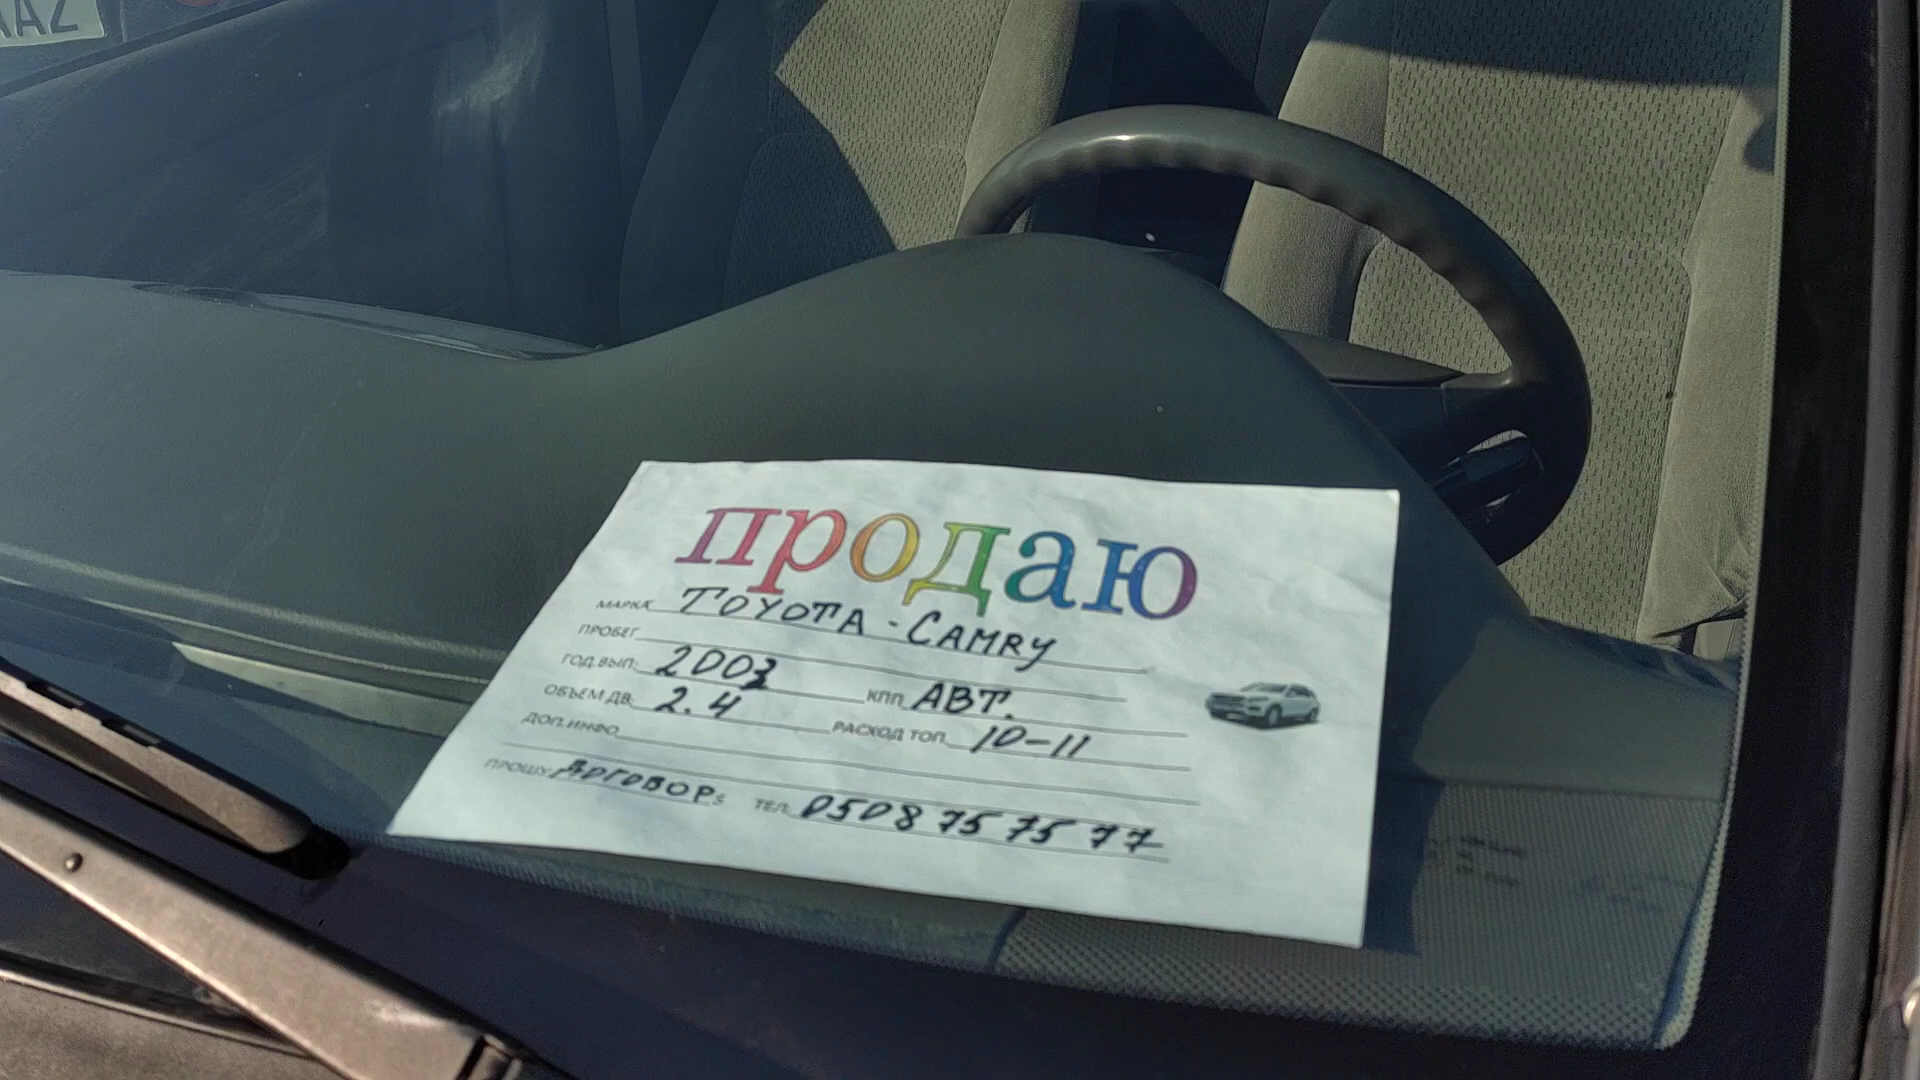 AAZ
продаю
МАРКА TOYOTA - CAMRY
ПРОБЕГ
ГОД ВЫП: 2003 КПП АВТ.
ОБЪЕМ ДВ. 2.4 РАСХОД ТОП. 10-11
ДОП.ИНФО
ПРОШУ: ДОГОВОР: ТЕЛ: 0508 75 75 77